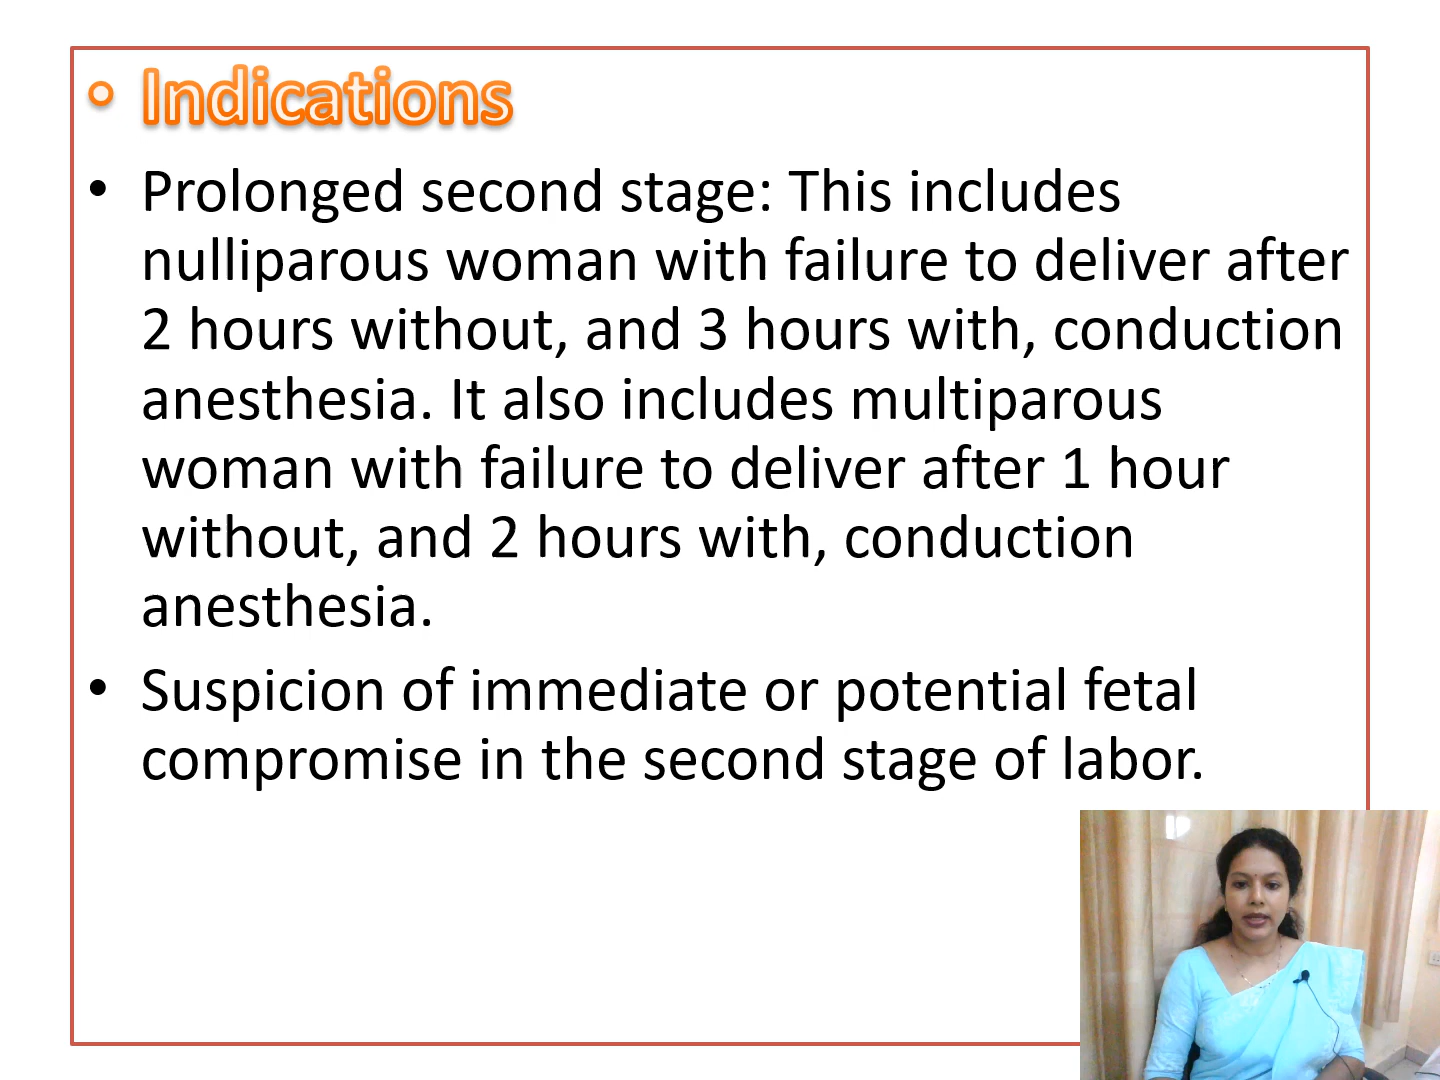 • Indications
• Prolonged second stage: This includes
nulliparous woman with failure to deliver after
2 hours without, and 3 hours with, conduction
anesthesia. It also includes multiparous
woman with failure to deliver after 1 hour
without, and 2 hours with, conduction
anesthesia.
• Suspicion of immediate or potential fetal
compromise in the second stage of labor.